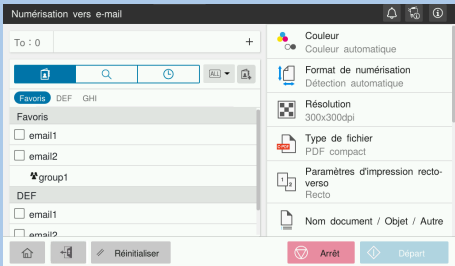 Numérisation vers e-mail
To : 0 +
ALL
Favoris DEF GHI
Favoris
email1
email2
group1
DEF
email1
email2
Couleur
Couleur automatique
Format de numérisation
Détection automatique
Résolution
300x300dpi
Type de fichier
PDF compact
Paramètres d'impression recto-
verso
Recto
Nom document / Objet / Autre
Réinitialiser
Arrêt
Départ